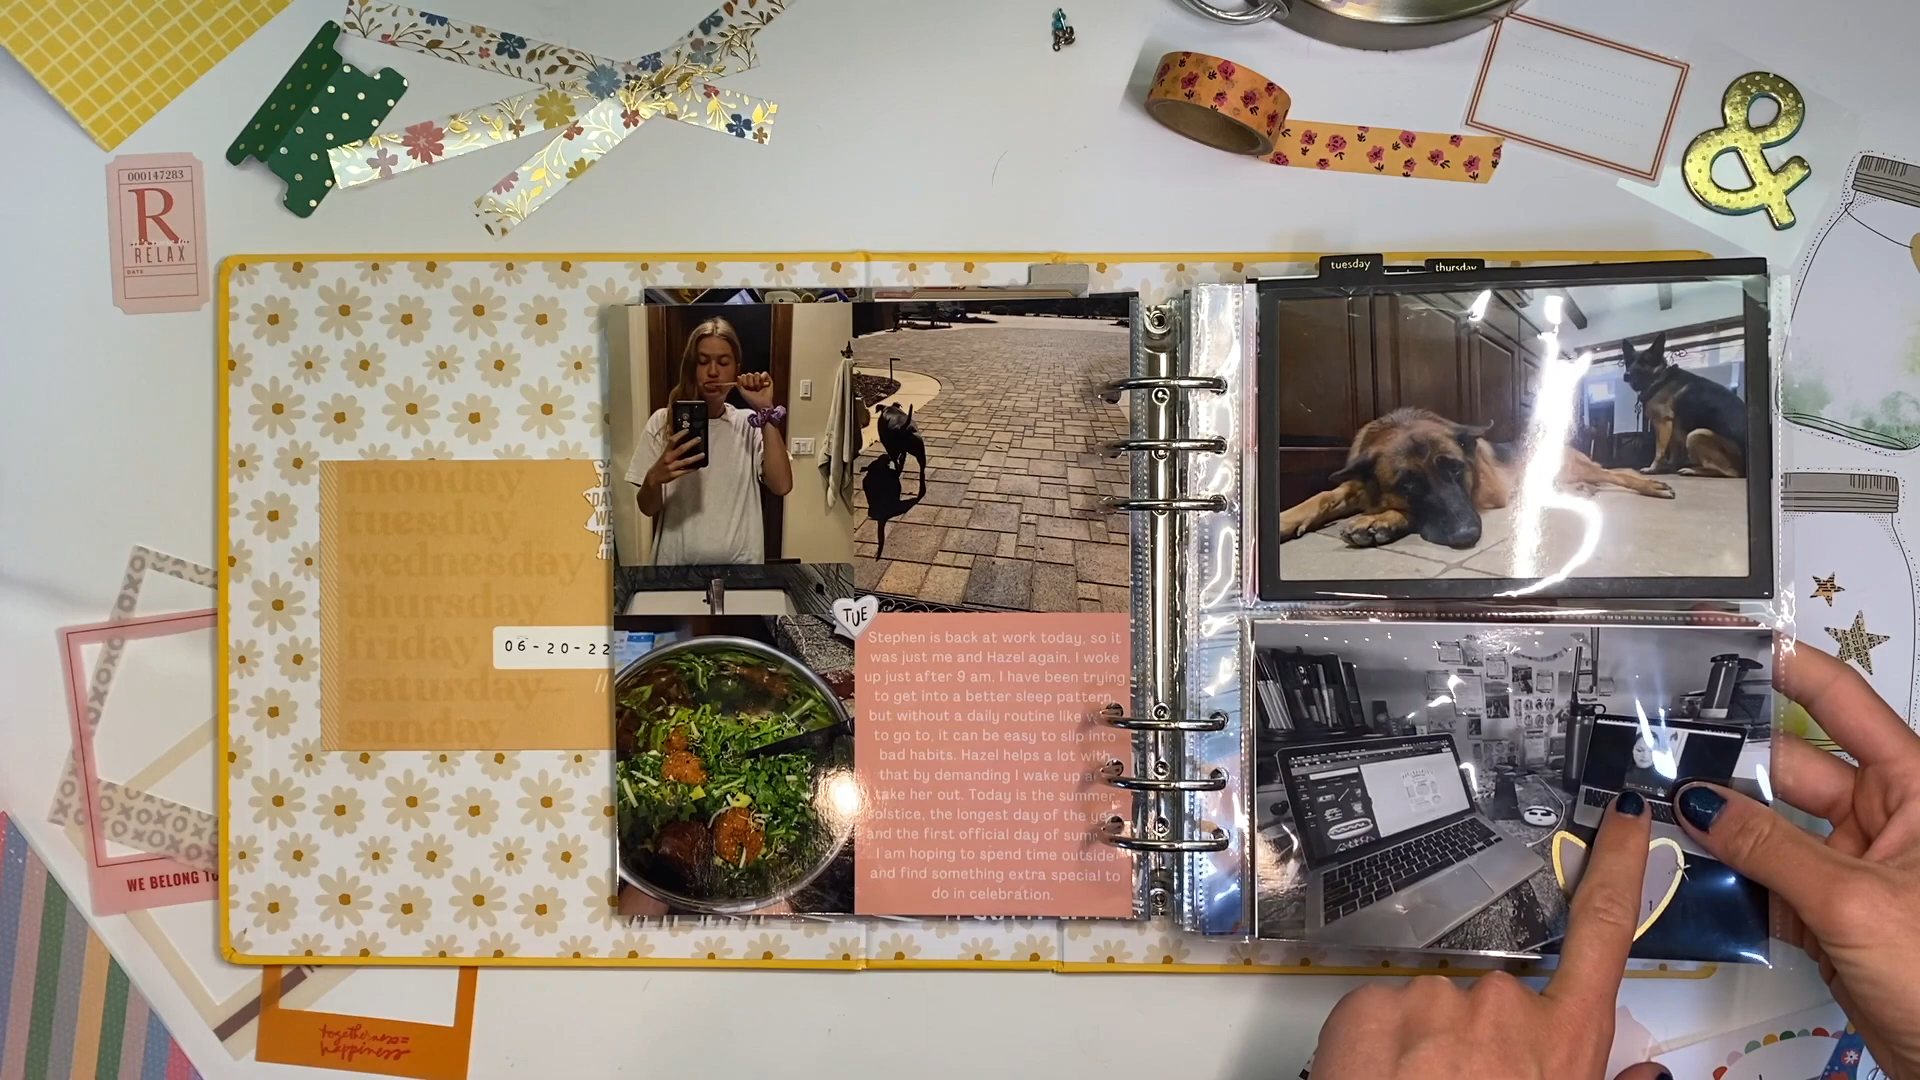 000147283
R
RELAX
DATE
monday
tuesday
wednesday
thursday
friday
saturday
sunday
06-20-22
WE BELONG TO
togetherness=
happiness
tuesday
thursday
TUE
Stephen is back at work today, so it
was just me and Hazel again. I woke
up just after 9 am. I have been trying
to get into a better sleep pattern,
but without a daily routine like
to go to, it can be easy to slip into
bad habits. Hazel helps a lot with
that by demanding I wake up
take her out. Today is the summer
solstice, the longest day of the
and the first official day of
I am hoping to spend time outside
and find something extra special to
do in celebration.
&